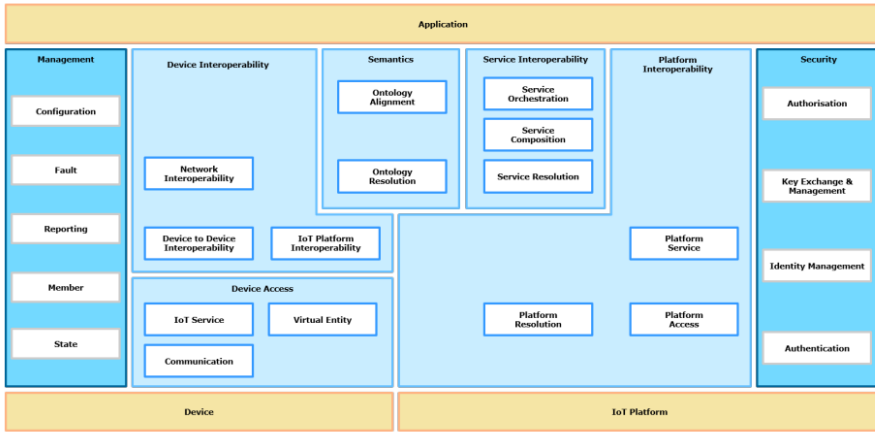 Application
Management
Configuration
Fault
Reporting
Member
State
Device Interoperability
Network
Interoperability
Device to Device
Interoperability
IoT Platform
Interoperability
Semantics
Ontology
Alignment
Ontology
Resolution
Service Interoperability
Service
Orchestration
Service
Composition
Service Resolution
Platform
Interoperability
Platform
Service
Platform
Resolution
Platform
Access
Device Access
IoT Service
Virtual Entity
Communication
Security
Authorisation
Key Exchange &
Management
Identity Management
Authentication
Device
IoT Platform